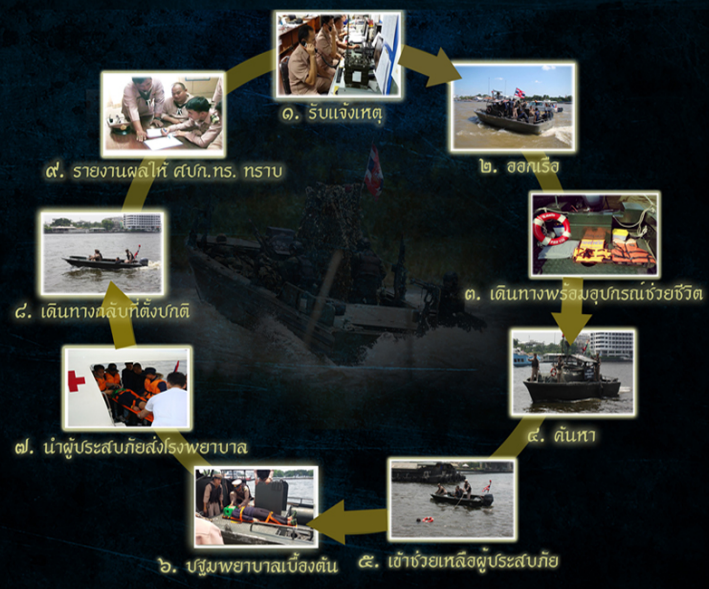 ๑. รับแจ้งเหตุ
๒. ออกเรือ
๓. เดินทางพร้อมอุปกรณ์ช่วยชีวิต
๔. ค้นหา
๕. เข้าช่วยเหลือผู้ประสบภัย
๖. ปฐมพยาบาลเบื้องต้น
๗. นำผู้ประสบภัยส่งโรงพยาบาล
๘. เดินทางกลับที่ตั้งปกติ
๙. รายงานผลให้ ศปก.ทร. ทราบ